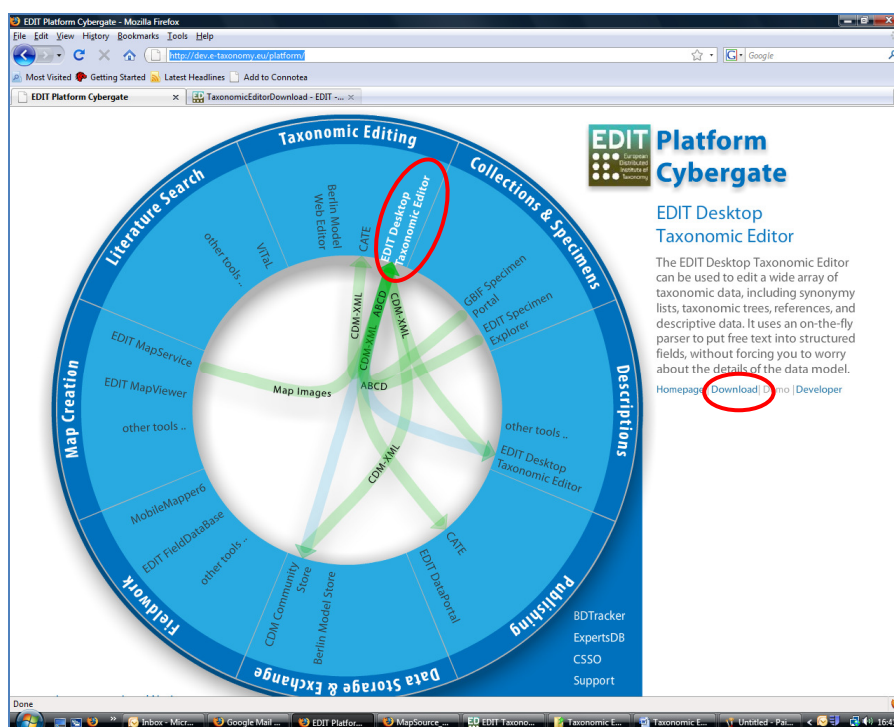 EDIT Platform Cybergate - Mozilla Firefox
File Edit View History Bookmarks Tools Help
http://dev.e-taxonomy.eu/platform/
Google
Most Visited Getting Started Latest Headlines Add to Connotea
EDIT Platform Cybergate
TaxonomicEditorDownload - EDIT -...
Taxonomic Editing
Collections & Specimens
Descriptions
Publishing
Data Storage & Exchange
Fieldwork
Map Creation
Literature Search
other tools ..
ViTaL
Berlin Model
Web Editor
CATE
EDIT Desktop
Taxonomic Editor
GBIF Specimen
Portal
EDIT Specimen
Explorer
other tools ..
EDIT Desktop
Taxonomic Editor
CATE
EDIT DataPortal
Berlin Model Store
CDM Community
Store
other tools ..
EDIT FieldDataBase
MobileMapper6
other tools ..
EDIT MapViewer
EDIT MapService
CDM-XML
CDM-XML ABCD
CDM-XML
Map Images
ABCD
CDM-XML
EDIT
European
Distributed
Institute of
Taxonomy
Platform
Cybergate
EDIT Desktop
Taxonomic Editor
The EDIT Desktop Taxonomic Editor
can be used to edit a wide array of
taxonomic data, including synonymy
lists, taxonomic trees, references, and
descriptive data. It uses an on-the-fly
parser to put free text into structured
fields, without forcing you to worry
about the details of the data model.
Homepage | Download | Demo | Developer
BDTracker
ExpertsDB
CSSO
Support
Done
Inbox - Micr...
Google Mail ...
EDIT Platfor...
MapSource_...
EDIT Taxono...
Taxonomic E...
Taxonomic E...
Untitled - Pai...
16:4